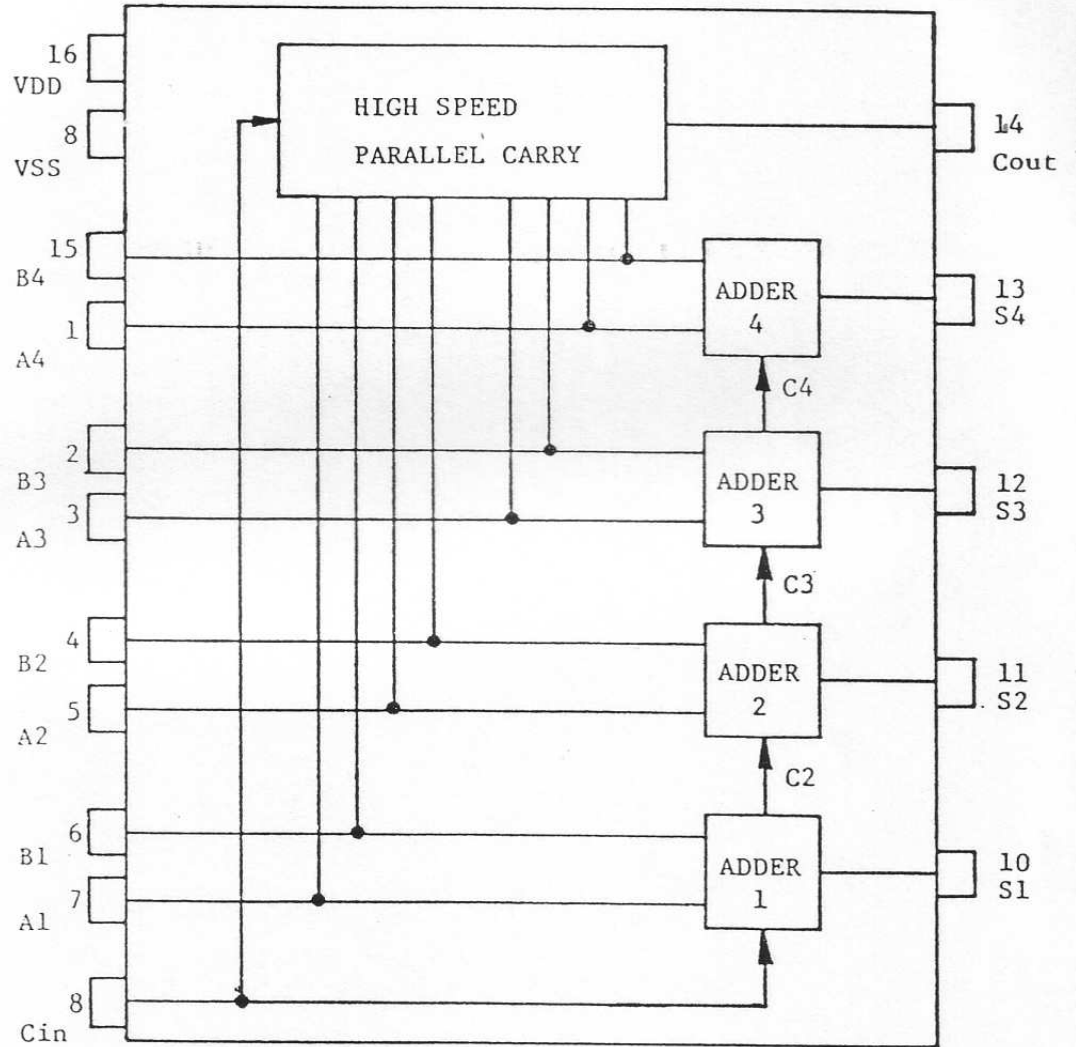 16
VDD
8
VSS
HIGH SPEED
PARALLEL CARRY
14
Cout
15
B4
1
A4
ADDER
4
13
S4
C4
2
B3
3
A3
ADDER
3
12
S3
C3
4
B2
5
A2
ADDER
2
11
S2
C2
6
B1
7
A1
ADDER
1
10
S1
8
Cin